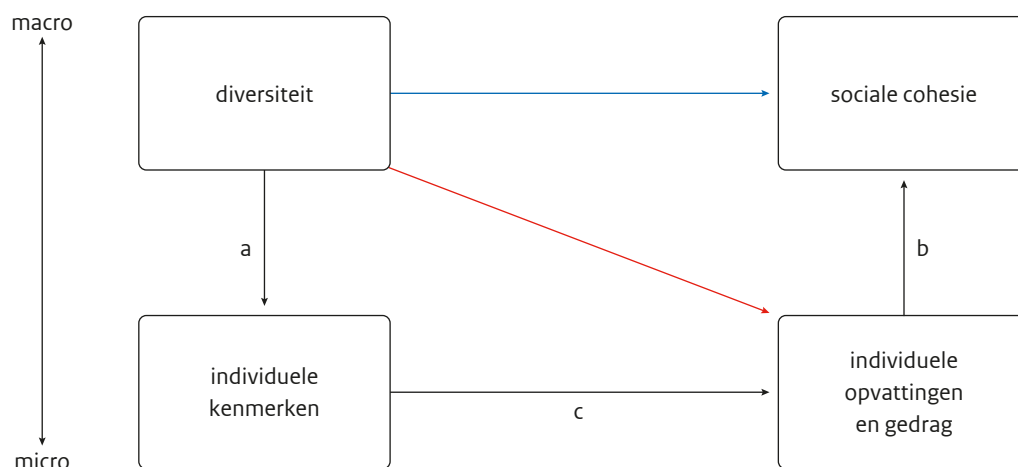 macro
diversiteit
sociale cohesie
a
b
individuele
kenmerken
c
individuele
opvattingen
en gedrag
micro